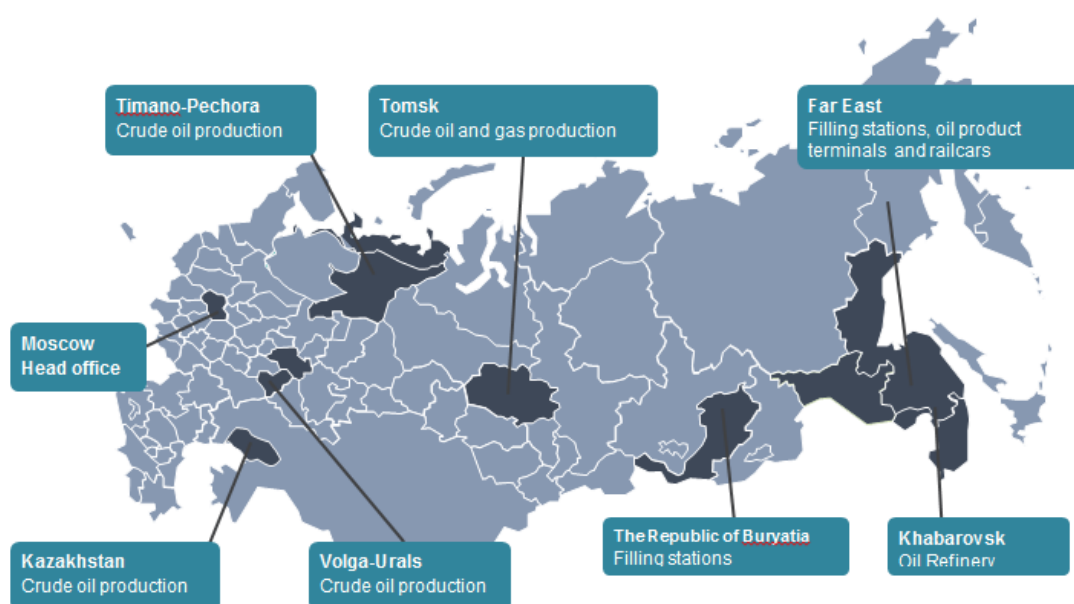 Timano-Pechora
Crude oil production
Tomsk
Crude oil and gas production
Far East
Filling stations, oil product
terminals and railcars
Moscow
Head office
Kazakhstan
Crude oil production
Volga-Urals
Crude oil production
The Republic of Buryatia
Filling stations
Khabarovsk
Oil Refinery